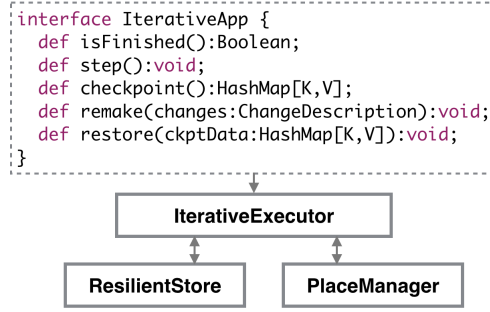 interface IterativeApp {
def isFinished():Boolean;
def step():void;
def checkpoint():HashMap[K,V];
def remake(changes:ChangeDescription):void;
def restore(ckptData:HashMap[K,V]):void;
}
IterativeExecutor
ResilientStore
PlaceManager